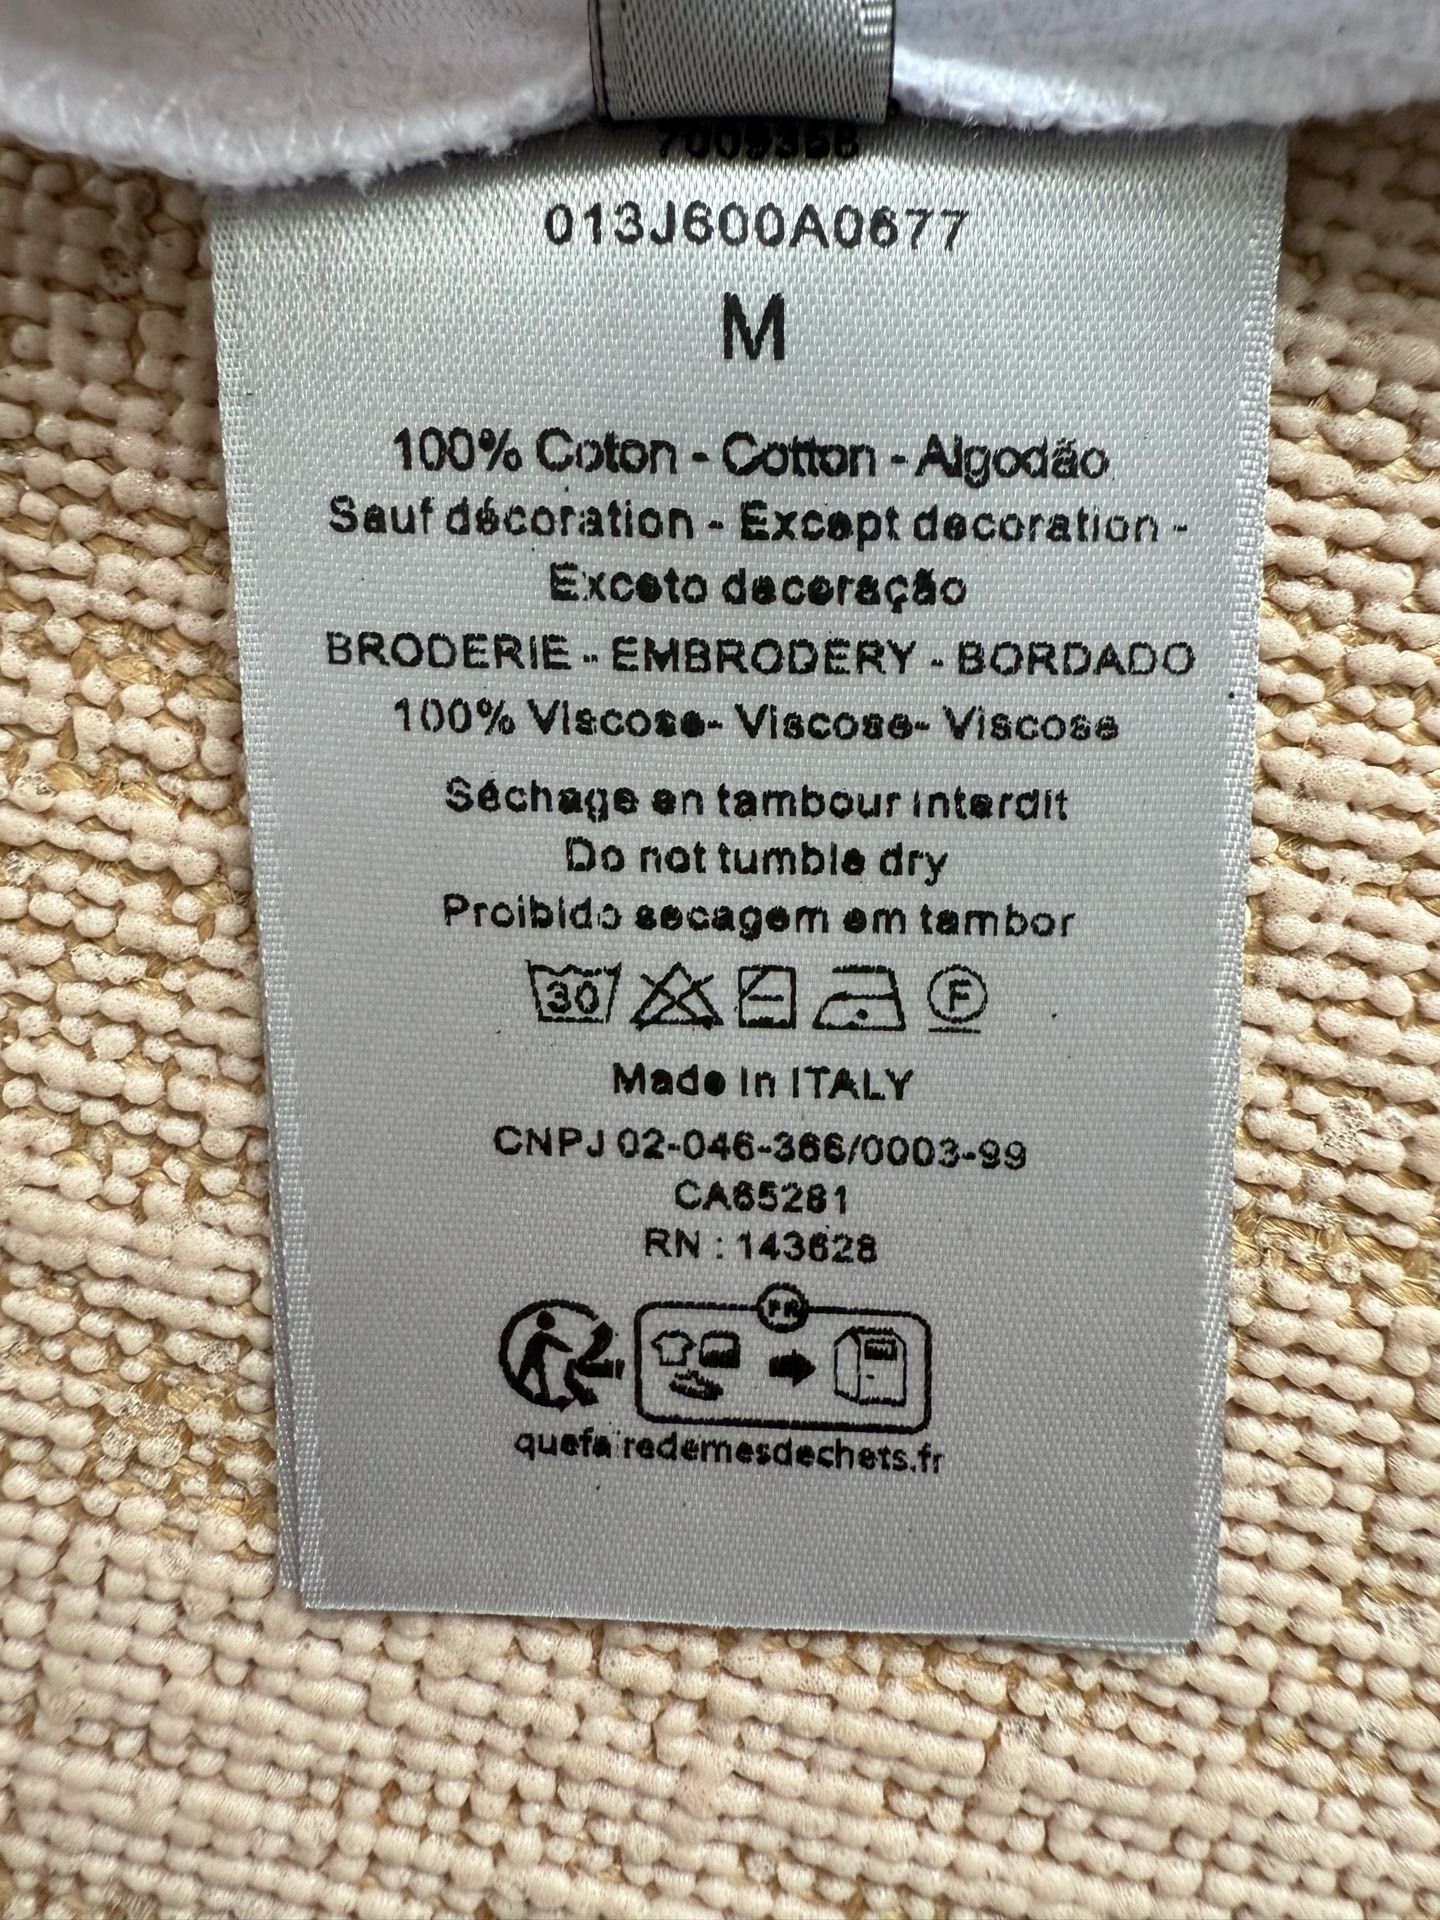 7009358
013J600A0677
M
100% Coton - Cotton - Algodão
Sauf décoration - Except decoration -
Exceto decoração
BRODERIE - EMBRODERY - BORDADO
100% Viscose- Viscose- Viscose
Séchage en tambour interdit
Do not tumble dry
Proibido secagem em tambor
30 F
Made in ITALY
CNPJ 02-046-366/0003-99
CA65281
RN : 143628
FR
quefairedemesdechets.fr